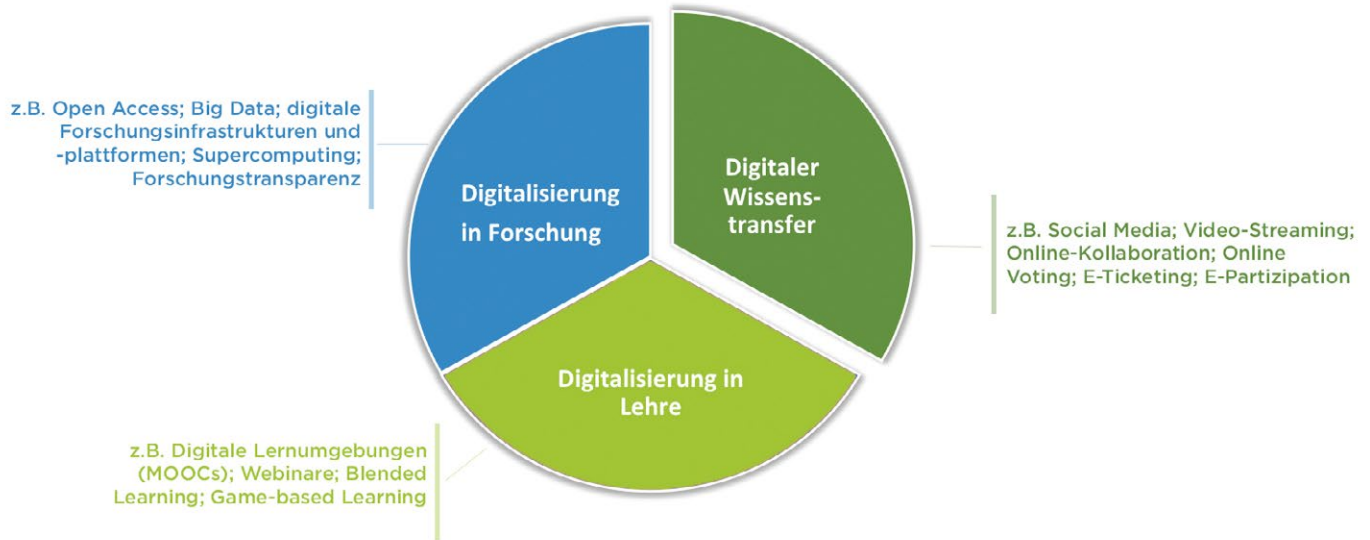 z.B. Open Access; Big Data; digitale
Forschungsinfrastrukturen und
-plattformen; Supercomputing;
Forschungstransparenz
Digitalisierung
in Forschung
Digitaler
Wissens-
transfer
z.B. Social Media; Video-Streaming;
Online-Kollaboration; Online
Voting; E-Ticketing; E-Partizipation
Digitalisierung in
Lehre
z.B. Digitale Lernumgebungen
(MOOCs); Webinare; Blended
Learning; Game-based Learning